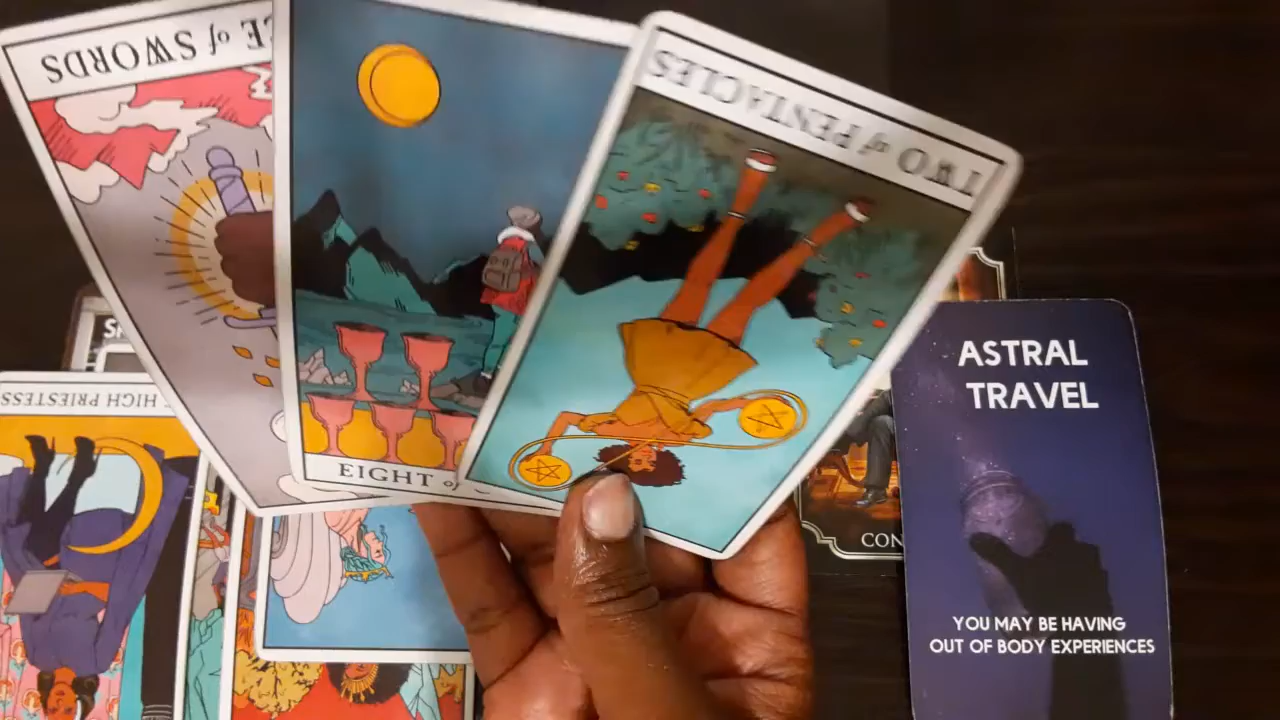 E of SWORDS
TWO of PENTACLES
EIGHT of
HIGH PRIESTESS
CON
ASTRAL
TRAVEL
YOU MAY BE HAVING
OUT OF BODY EXPERIENCES